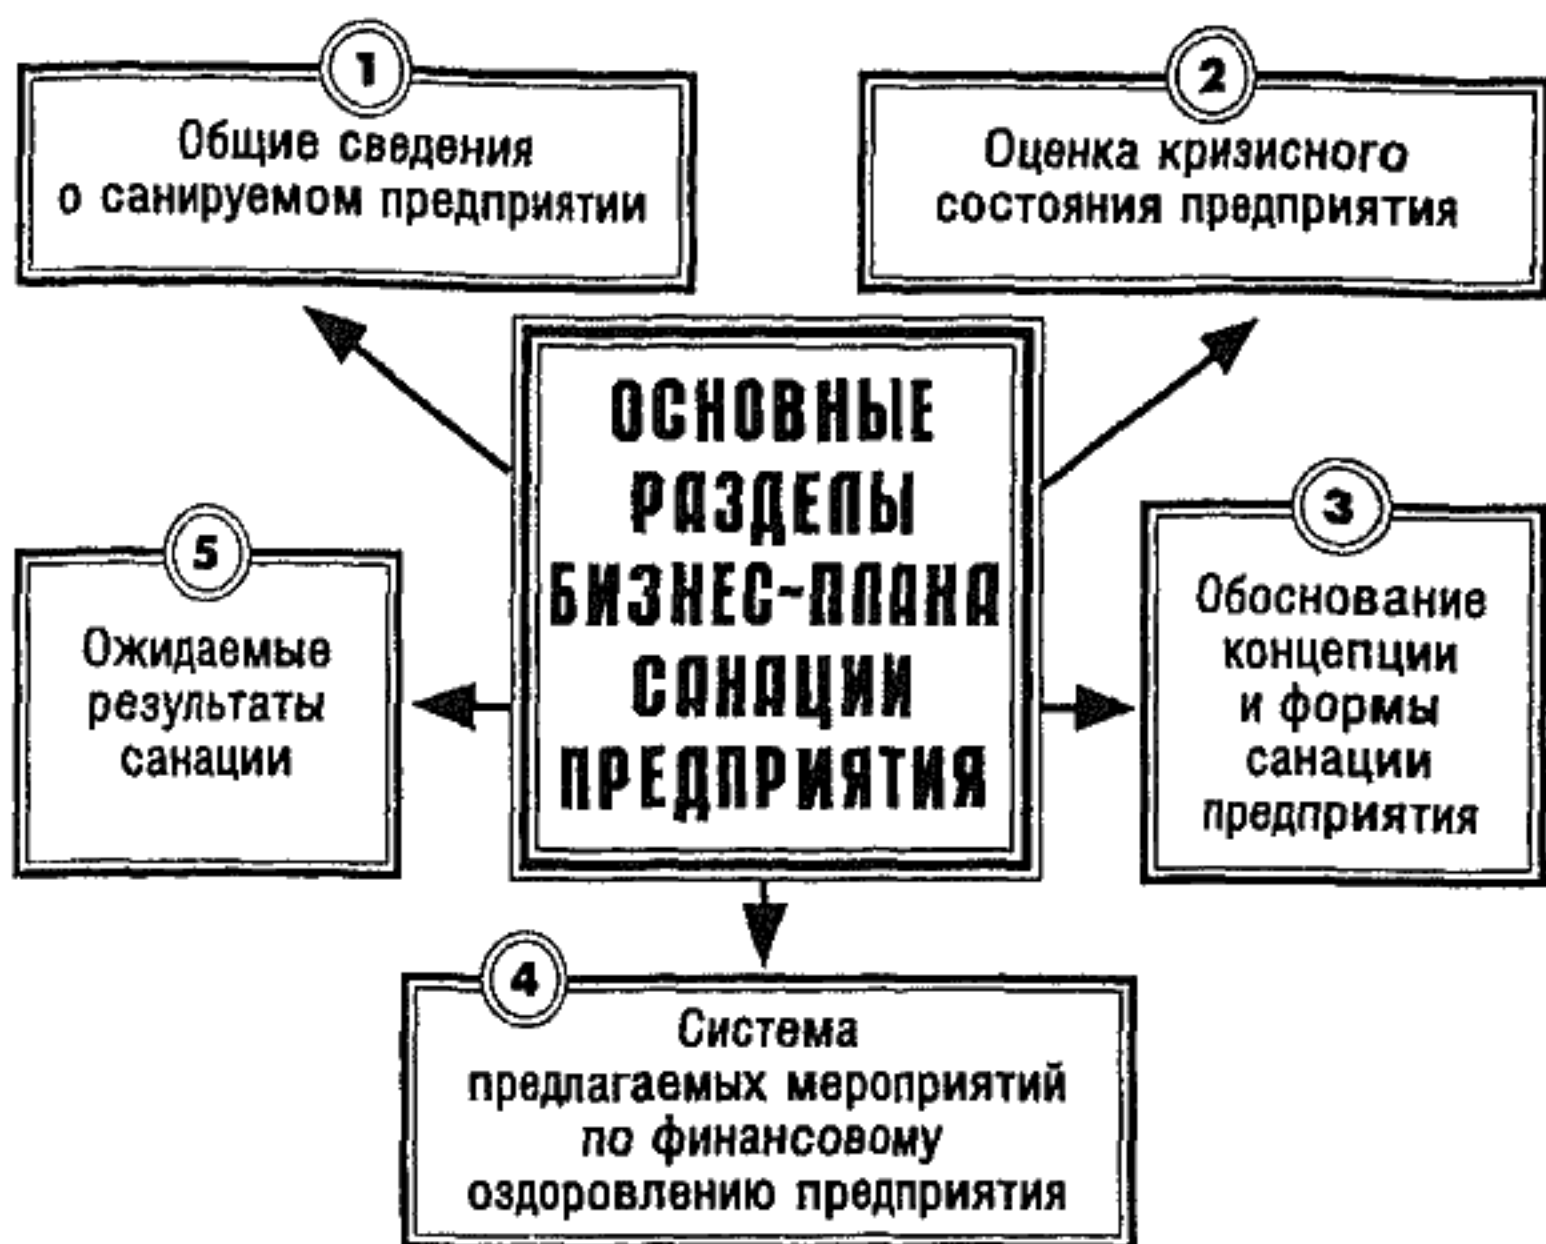 1
Общие сведения
о санируемом предприятии
2
Оценка кризисного
состояния предприятия
ОСНОВНЫЕ
РАЗДЕЛЫ
БИЗНЕС-ПЛАНА
САНАЦИИ
ПРЕДПРИЯТИЯ
3
Обоснование
концепции
и формы
санации
предприятия
4
Система
предлагаемых мероприятий
по финансовому
оздоровлению предприятия
5
Ожидаемые
результаты
санации